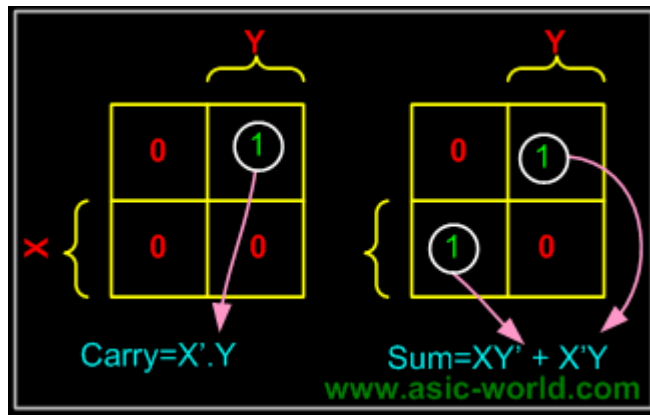 Y Y
0 1 0 1
X 0 0 1 0
Carry=X'.Y Sum=XY' + X'Y
www.asic-world.com